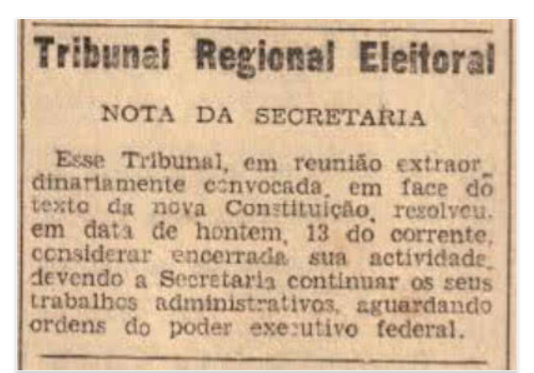 Tribunal Regional Eleitoral
NOTA DA SECRETARIA
Esse Tribunal, em reunião extraor_
dinariamente convocada, em face do
texto da nova Constituição, resolveu,
em data de hontem, 13 do corrente,
considerar encerrada sua actividade,
devendo a Secretaria continuar os seus
trabalhos administrativos, aguardando
ordens do poder executivo federal.